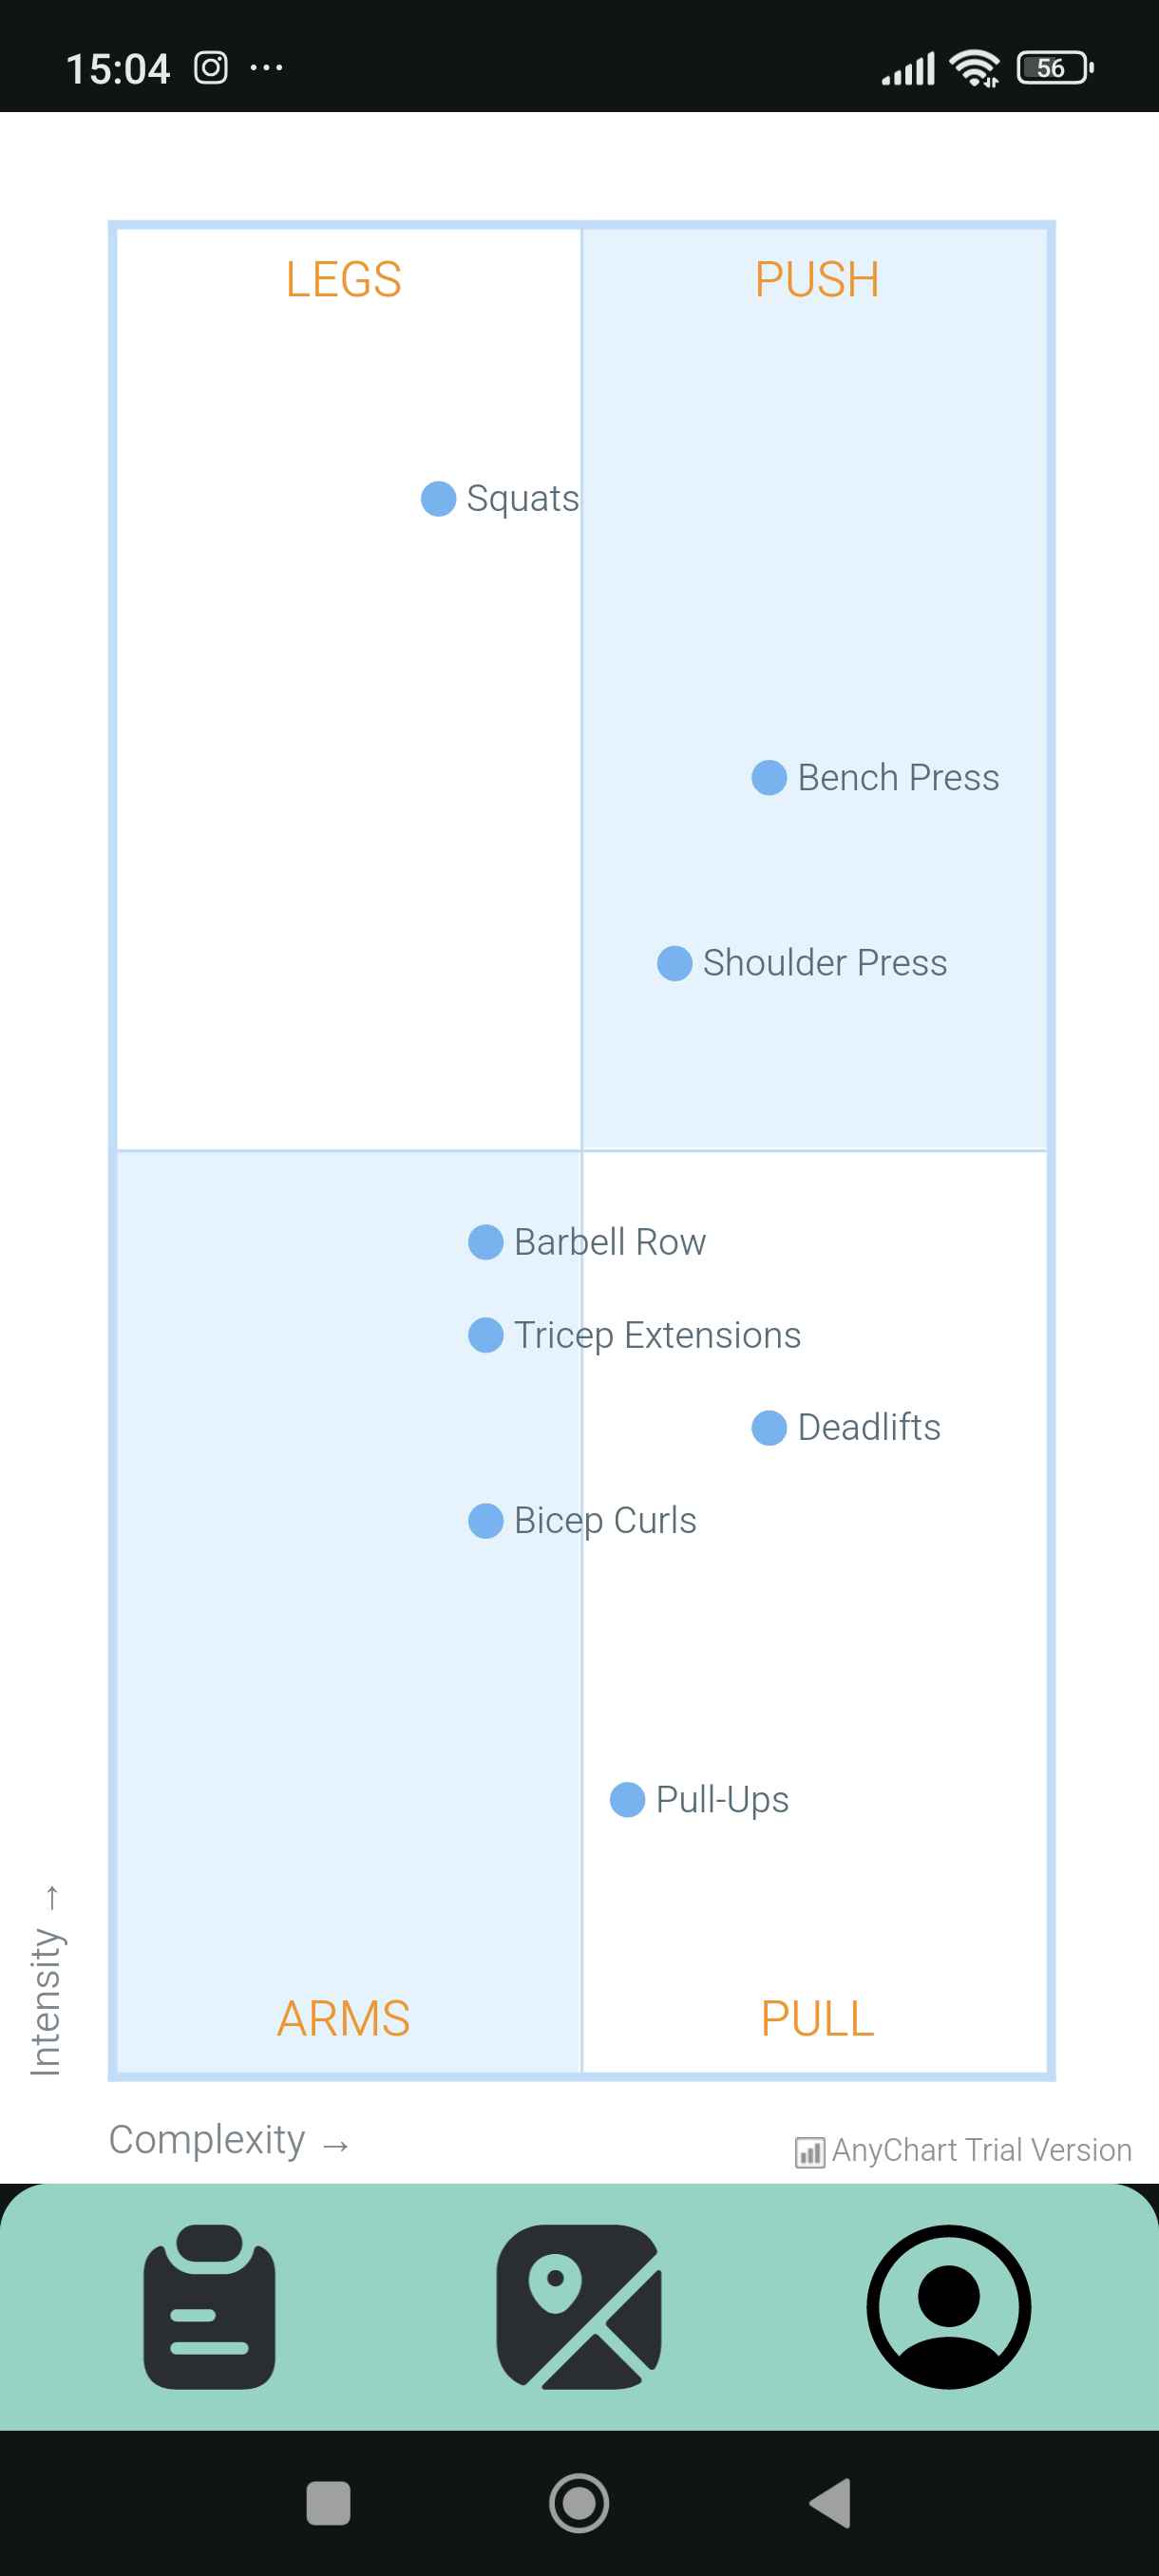 15:04 ... 56
LEGS
PUSH
Squats
Bench Press
Shoulder Press
Barbell Row
Tricep Extensions
Deadlifts
Bicep Curls
Pull-Ups
Intensity →
ARMS
PULL
Complexity →
AnyChart Trial Version